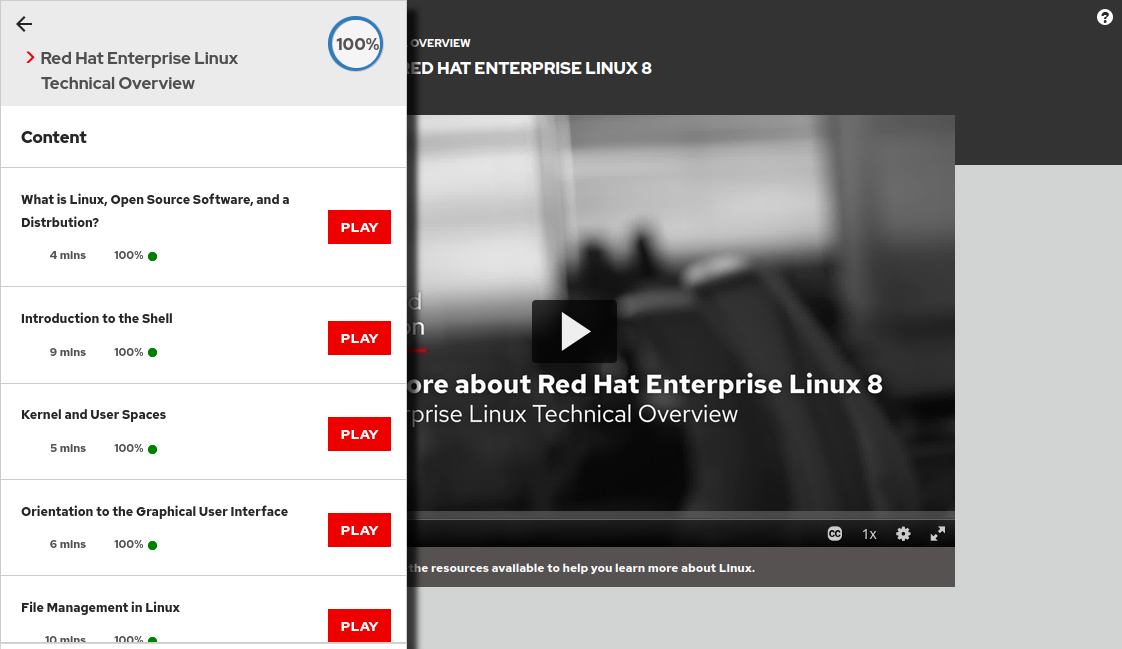 100%
Red Hat Enterprise Linux
Technical Overview
Content
What is Linux, Open Source Software, and a
Distrbution?
4 mins 100%
PLAY
Introduction to the Shell
9 mins 100%
PLAY
Kernel and User Spaces
5 mins 100%
PLAY
Orientation to the Graphical User Interface
6 mins 100%
PLAY
File Management in Linux
10 mins 100%
PLAY
OVERVIEW
RED HAT ENTERPRISE LINUX 8
?
d
on
ore about Red Hat Enterprise Linux 8
rprise Linux Technical Overview
CC 1x
the resources available to help you learn more about Linux.